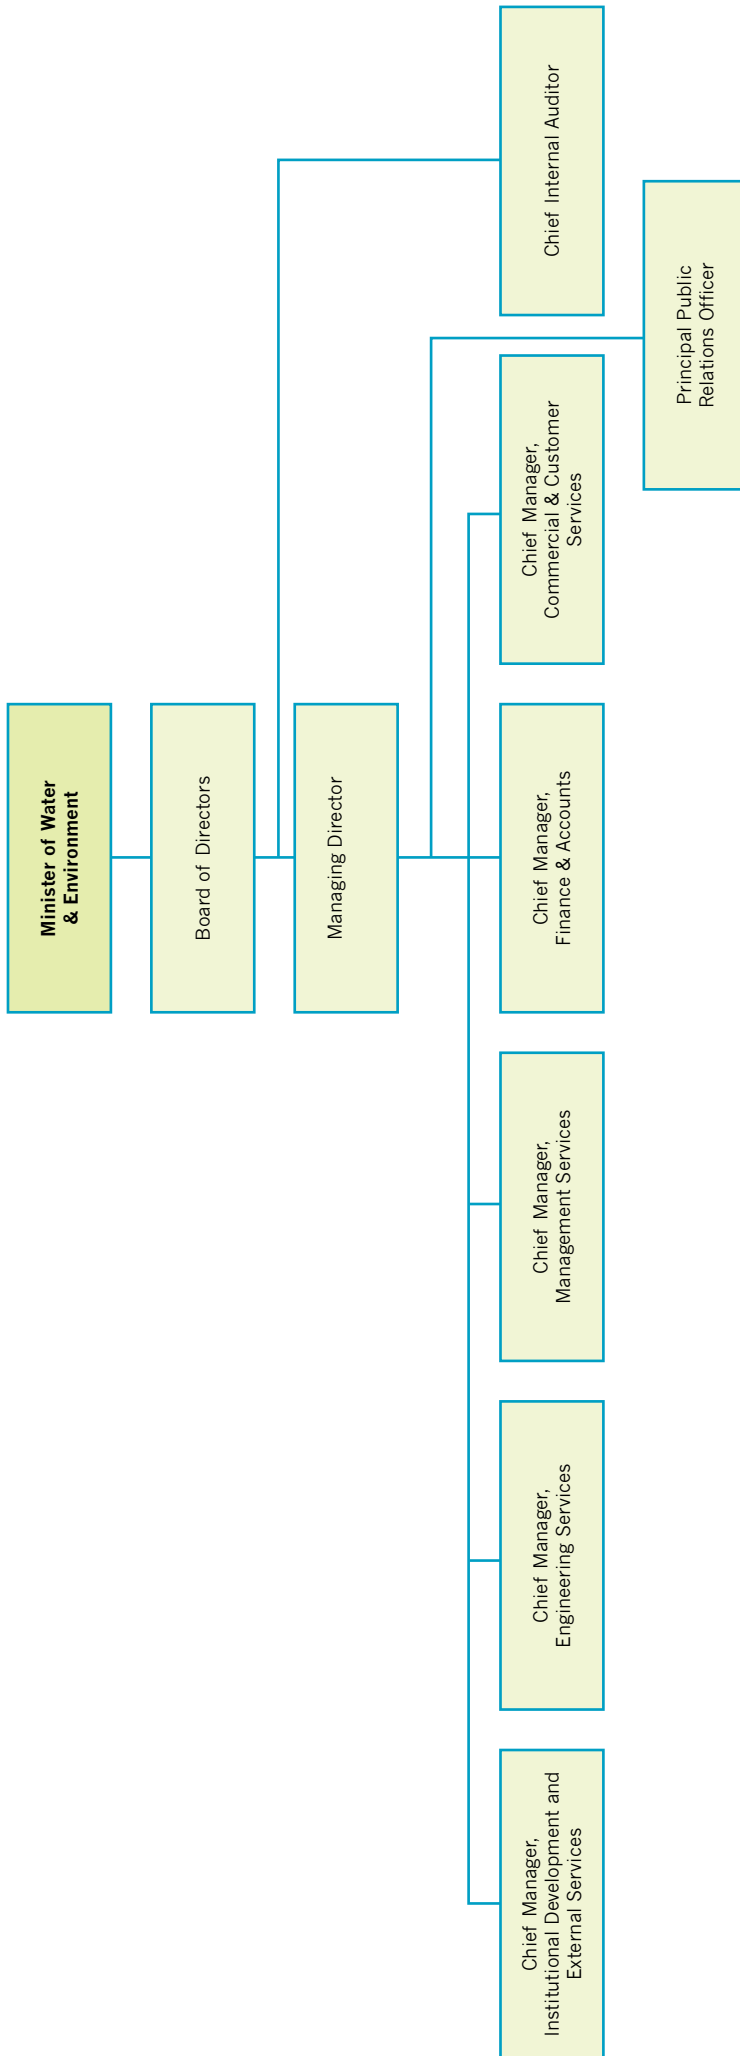 Minister of Water
& Environment
Board of Directors
Managing Director
Chief Manager,
Institutional Development and
External Services
Chief Manager,
Engineering Services
Chief Manager,
Management Services
Chief Manager,
Finance & Accounts
Chief Manager,
Commercial & Customer
Services
Chief Internal Auditor
Principal Public
Relations Officer